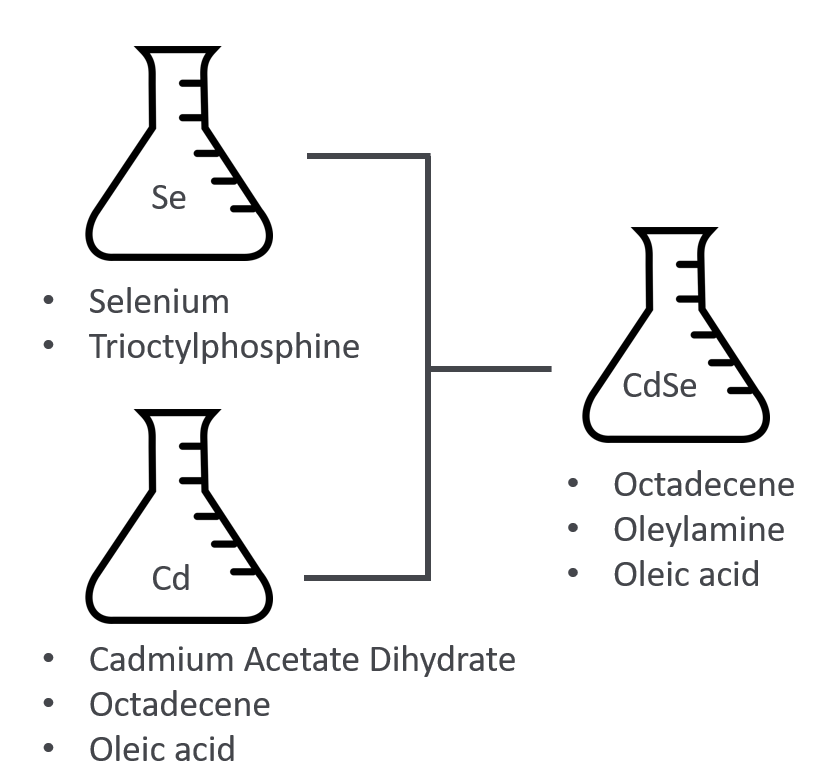 Se
• Selenium
• Trioctylphosphine
Cd
• Cadmium Acetate Dihydrate
• Octadecene
• Oleic acid
CdSe
• Octadecene
• Oleylamine
• Oleic acid